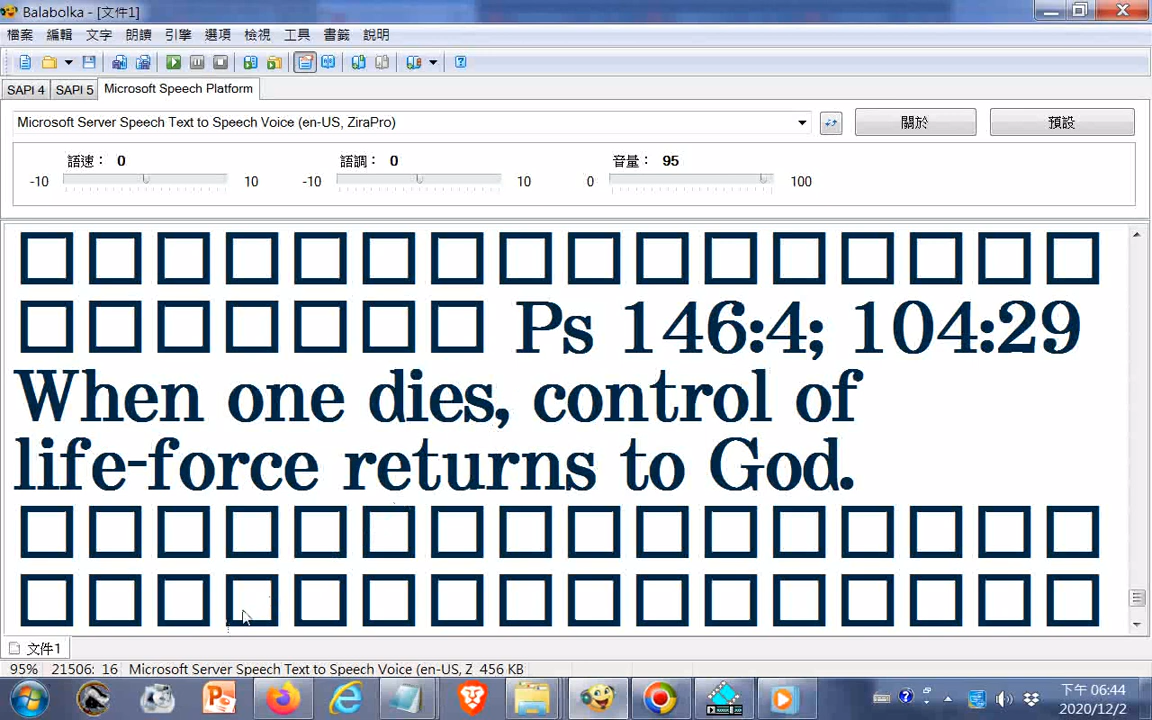 Balabolka - [文件1]
檔案 編輯 文字 朗讀 引擎 選項 檢視 工具 書籤 說明
SAPI 4 SAPI 5 Microsoft Speech Platform
Microsoft Server Speech Text to Speech Voice (en-US, ZiraPro) 關於 預設
語速： 0 語調： 0 音量： 95
-10 10 -10 10 0 100
□□□□□□□□□□□□□□□□
□□□□□□□ Ps 146:4; 104:29
When one dies, control of
life-force returns to God.
□□□□□□□□□□□□□□□□
□□□□□□□□□□□□□□□□
文件1
95% 21506: 16 Microsoft Server Speech Text to Speech Voice (en-US, Z 456 KB
下午 06:44
2020/12/2